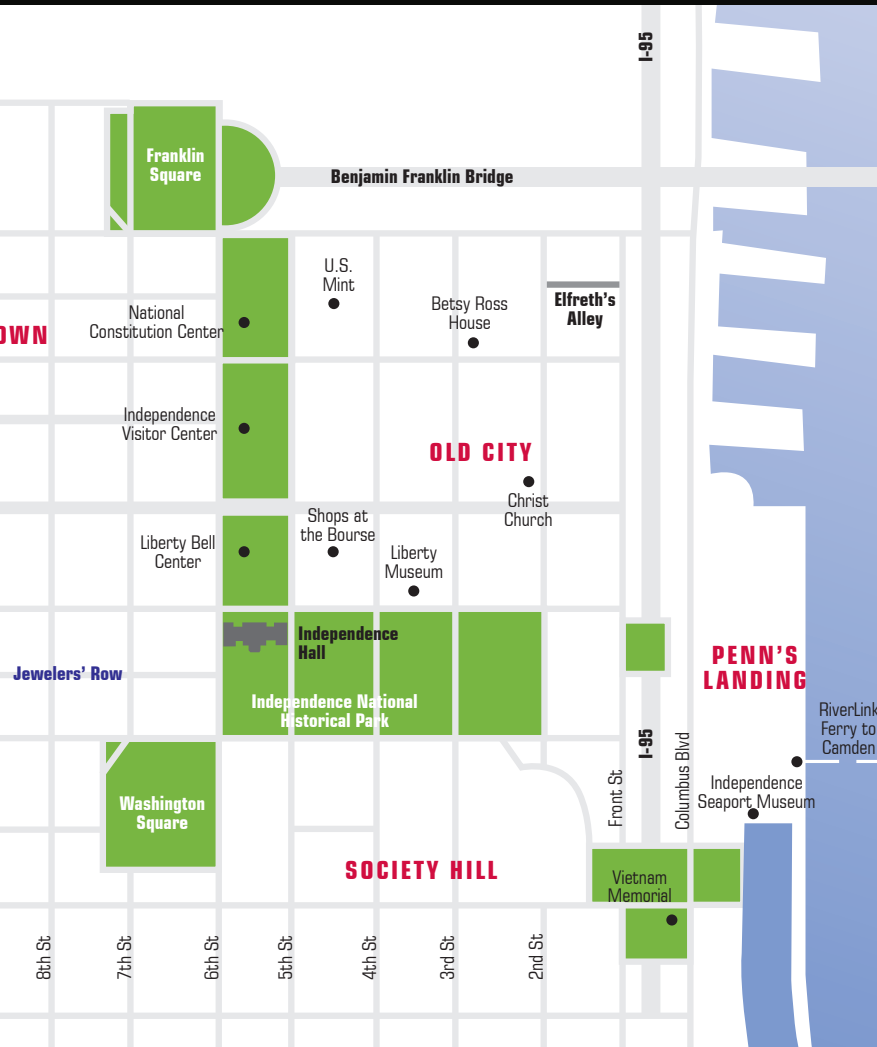 I-95
Franklin
Square
Benjamin Franklin Bridge
U.S.
Mint
National
Constitution Center
Betsy Ross
House
Elfreth's
Alley
OWN
Independence
Visitor Center
OLD CITY
Christ
Church
Shops at
the Bourse
Liberty Bell
Center
Liberty
Museum
Independence
Hall
Jewelers' Row
Independence National
Historical Park
PENN'S
LANDING
RiverLink
Ferry to
Camden
I-95
Front St
Columbus Blvd
Independence
Seaport Museum
Washington
Square
SOCIETY HILL
Vietnam
Memorial
8th St
7th St
6th St
5th St
4th St
3rd St
2nd St